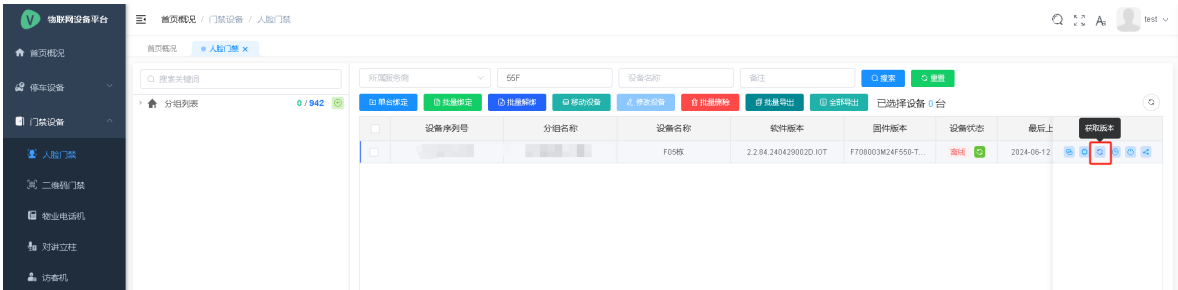 物联网设备平台
首页概况 / 门禁设备 / 人脸门禁
test
首页概况
人脸门禁 ×
首页概况
停车设备
门禁设备
人脸门禁
二维码门禁
物业电话机
对讲立柱
访客机
搜索关键词
分组列表 0 / 942
所属服务商 55F 设备名称 备注 搜索 重置
单台绑定 批量绑定 批量解绑 移动设备 修改设备 批量删除 批量导出 全部导出 已选择设备 0 台
获取版本
设备序列号 分组名称 设备名称 软件版本 固件版本 设备状态 最后上
F05栋 2.2.84.240429002D.IOT F708003M24F550-T... 离线 2024-06-12